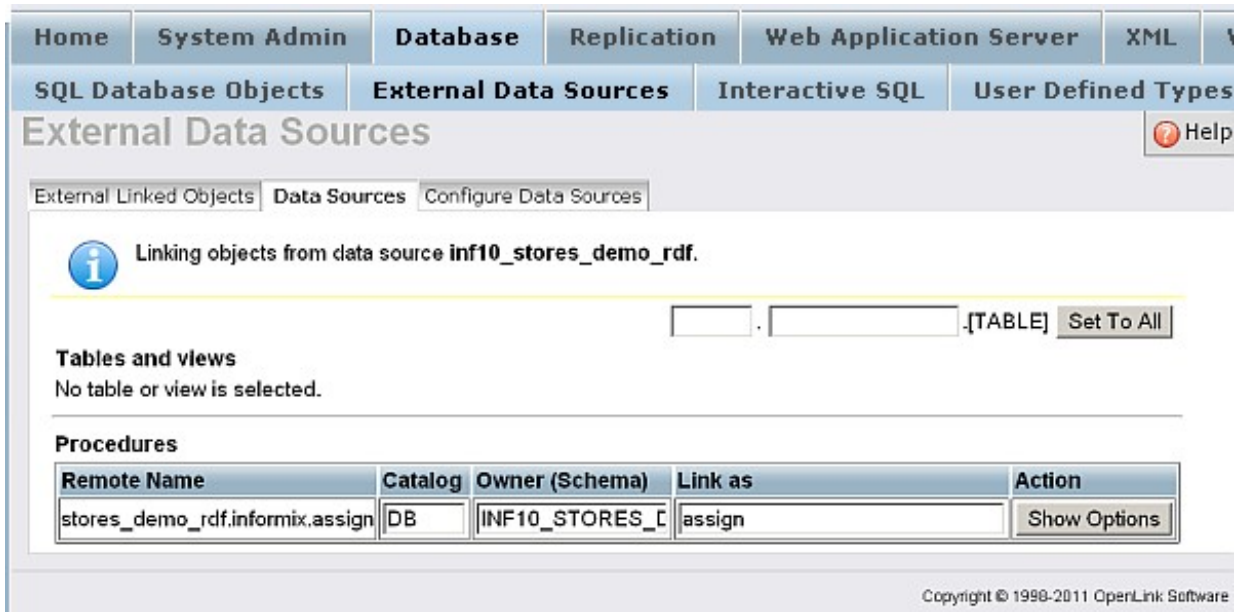 Home System Admin Database Replication Web Application Server XML
SQL Database Objects External Data Sources Interactive SQL User Defined Types
External Data Sources
Help
External Linked Objects Data Sources Configure Data Sources
Linking objects from data source inf10_stores_demo_rdf.
. .[TABLE] Set To All
Tables and views
No table or view is selected.
Procedures
Remote Name Catalog Owner (Schema) Link as Action
stores_demo_rdf.informix.assign DB INF10_STORES_D assign Show Options
Copyright © 1998-2011 OpenLink Software